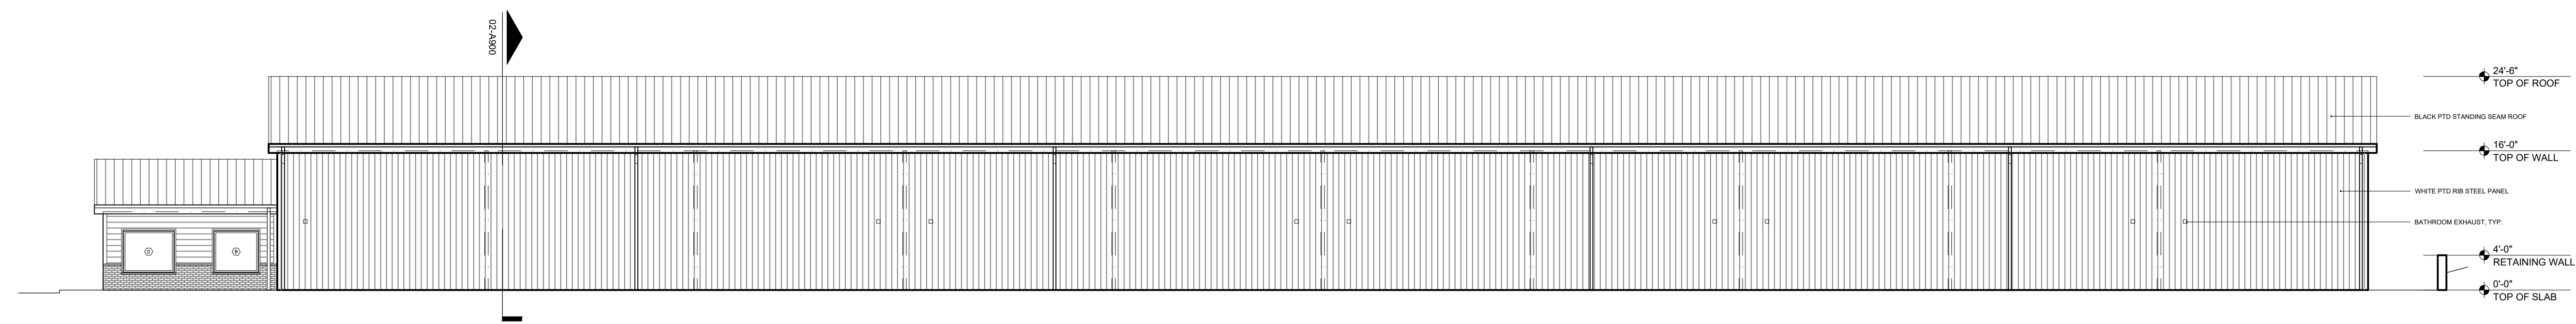 02-A900
24'-6"
TOP OF ROOF
BLACK PTD STANDING SEAM ROOF
16'-0"
TOP OF WALL
WHITE PTD RIB STEEL PANEL
BATHROOM EXHAUST, TYP.
D
B
4'-0"
RETAINING WALL
0'-0"
TOP OF SLAB